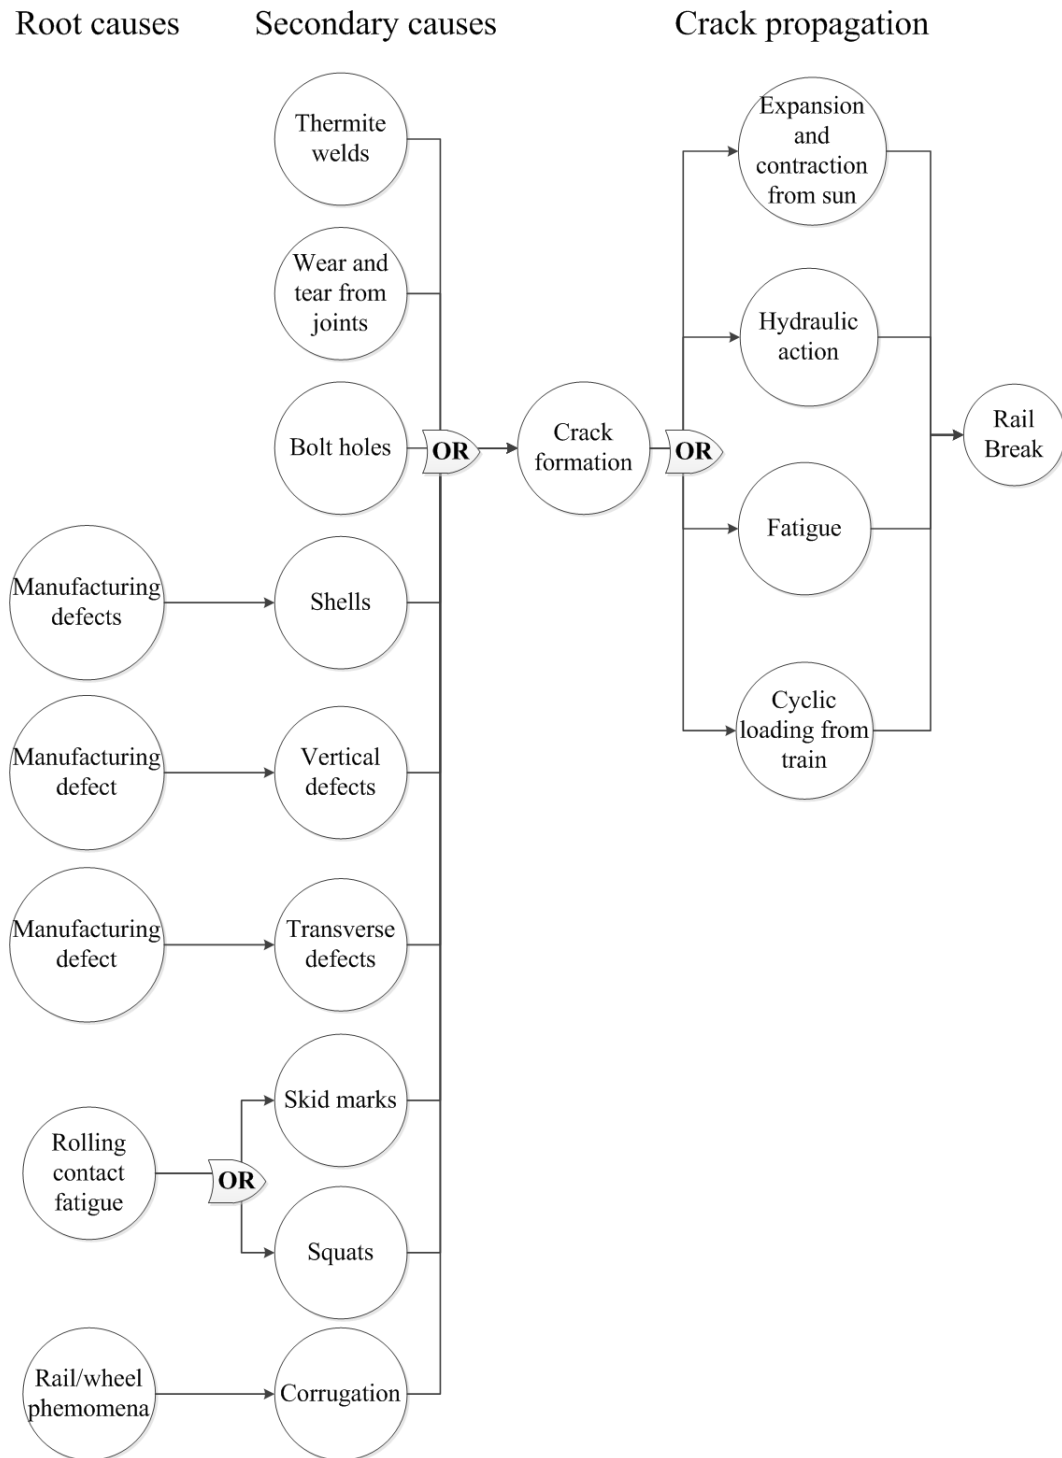 Root causes
Secondary causes
Crack propagation
Thermite
welds
Wear and
tear from
joints
Bolt holes
OR
Shells
Vertical
defects
Transverse
defects
Skid marks
Squats
Corrugation
Manufacturing
defects
Manufacturing
defect
Manufacturing
defect
Rolling
contact
fatigue
OR
Rail/wheel
phemomena
Crack
formation
OR
Expansion
and
contraction
from sun
Hydraulic
action
Fatigue
Cyclic
loading from
train
Rail
Break